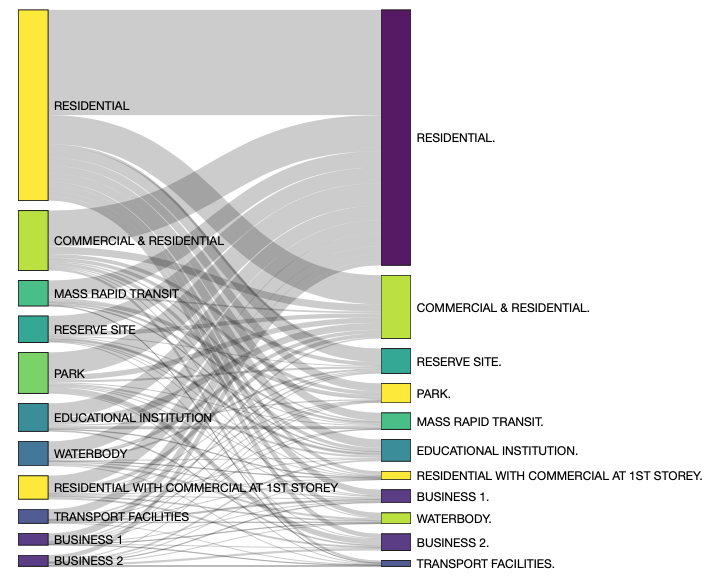 RESIDENTIAL
COMMERCIAL & RESIDENTIAL
MASS RAPID TRANSIT
RESERVE SITE
PARK
EDUCATIONAL INSTITUTION
WATERBODY
RESIDENTIAL WITH COMMERCIAL AT 1ST STOREY
TRANSPORT FACILITIES
BUSINESS 1
BUSINESS 2
RESIDENTIAL.
COMMERCIAL & RESIDENTIAL.
RESERVE SITE.
PARK.
MASS RAPID TRANSIT.
EDUCATIONAL INSTITUTION.
RESIDENTIAL WITH COMMERCIAL AT 1ST STOREY.
BUSINESS 1.
WATERBODY.
BUSINESS 2.
TRANSPORT FACILITIES.